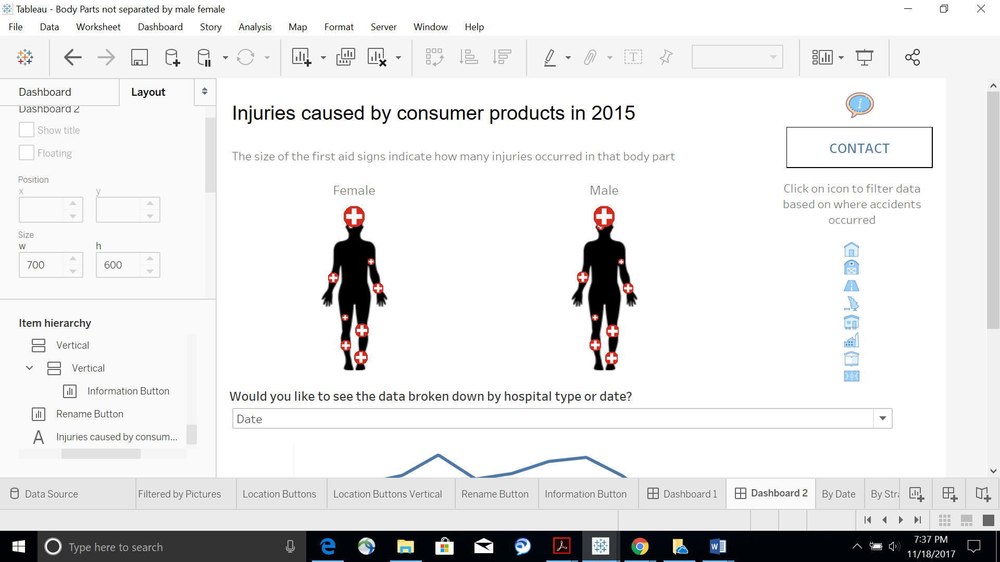 Tableau - Body Parts not separated by male female
File Data Worksheet Dashboard Story Analysis Map Format Server Window Help
Dashboard Layout
Dashboard 2
Show title
Floating
Position
x y
Size
w h
700 600
Item hierarchy
Vertical
Vertical
Information Button
Rename Button
Injuries caused by consum...
Injuries caused by consumer products in 2015
The size of the first aid signs indicate how many injuries occurred in that body part
Female Male
CONTACT
Click on icon to filter data
based on where accidents
occurred
Would you like to see the data broken down by hospital type or date?
Date
Data Source Filtered by Pictures Location Buttons Location Buttons Vertical Rename Button Information Button Dashboard 1 Dashboard 2 By Date By Stra
Type here to search
7:37 PM
11/18/2017